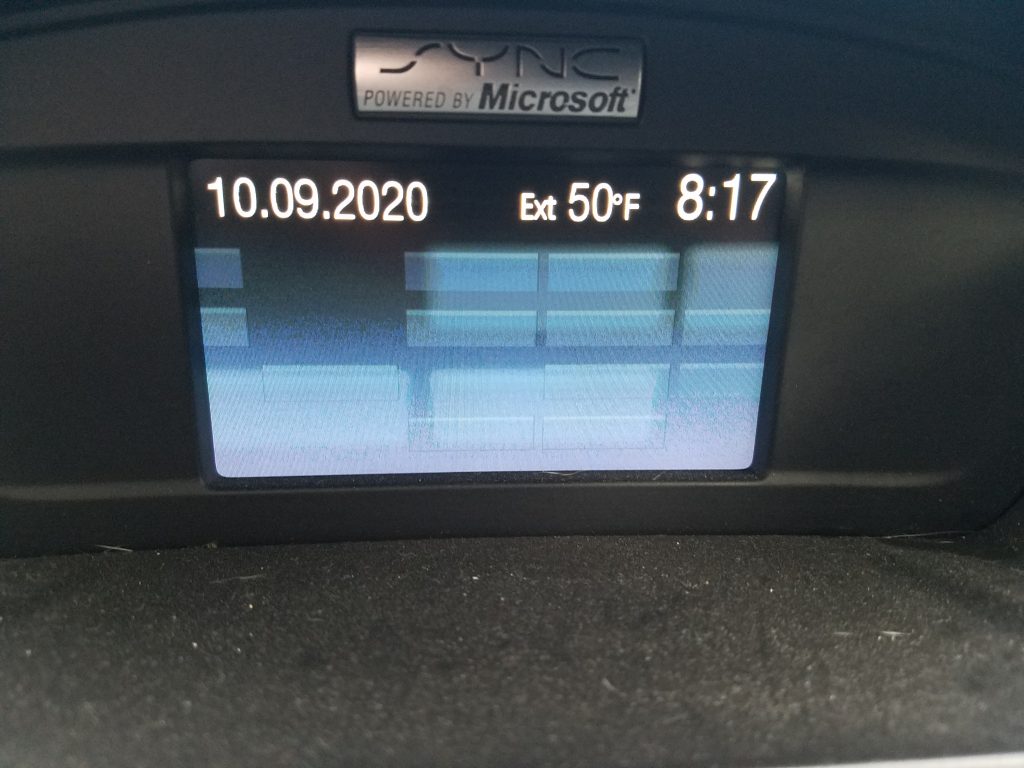 SYNC
POWERED BY Microsoft
10.09.2020 Ext 50°F 8:17